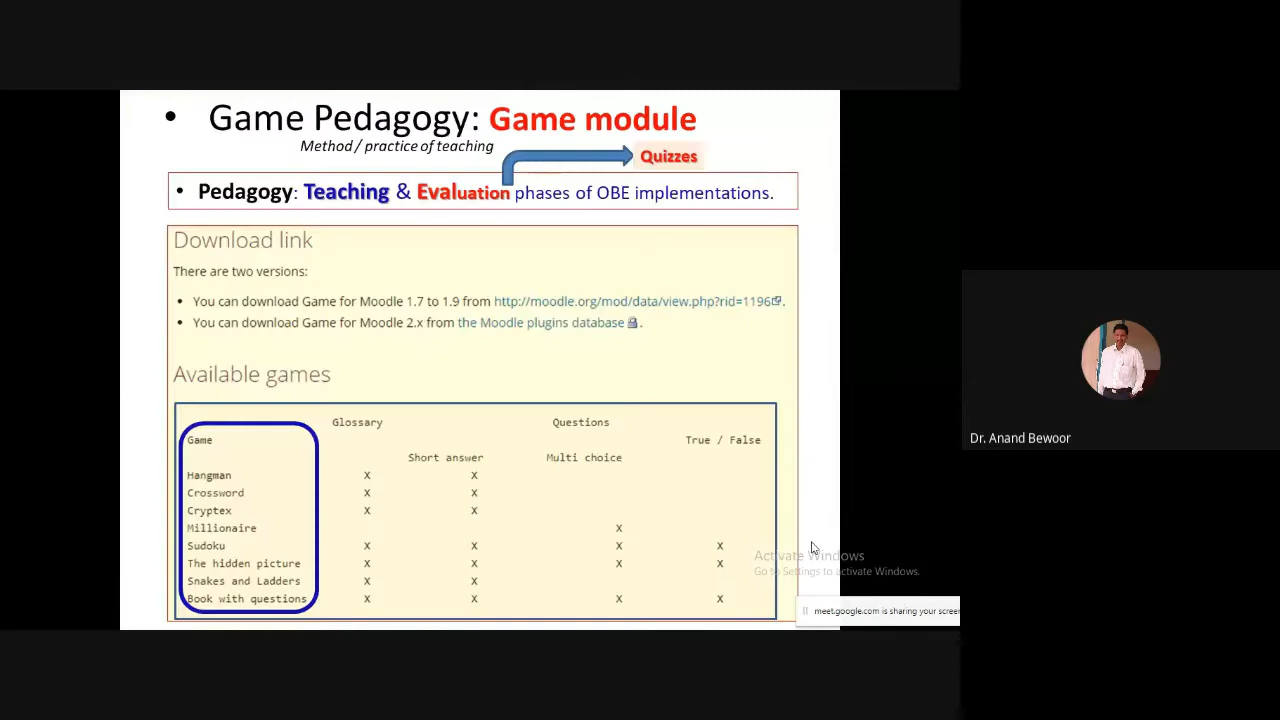 • Game Pedagogy: Game module
Method / practice of teaching
Quizzes
• Pedagogy: Teaching & Evaluation phases of OBE implementations.
Download link
There are two versions:
• You can download Game for Moodle 1.7 to 1.9 from http://moodle.org/mod/data/view.php?rid=1196.
• You can download Game for Moodle 2.x from the Moodle plugins database.
Available games
Glossary Questions
Game True / False
Short answer Multi choice
Hangman X X
Crossword X X
Cryptex X X
Millionaire X
Sudoku X X X X
The hidden picture X X X X
Snakes and Ladders X X
Book with questions X X X X
Activate Windows
Go to Settings to activate Windows.
meet.google.com is sharing your screen
Dr. Anand Bewoor